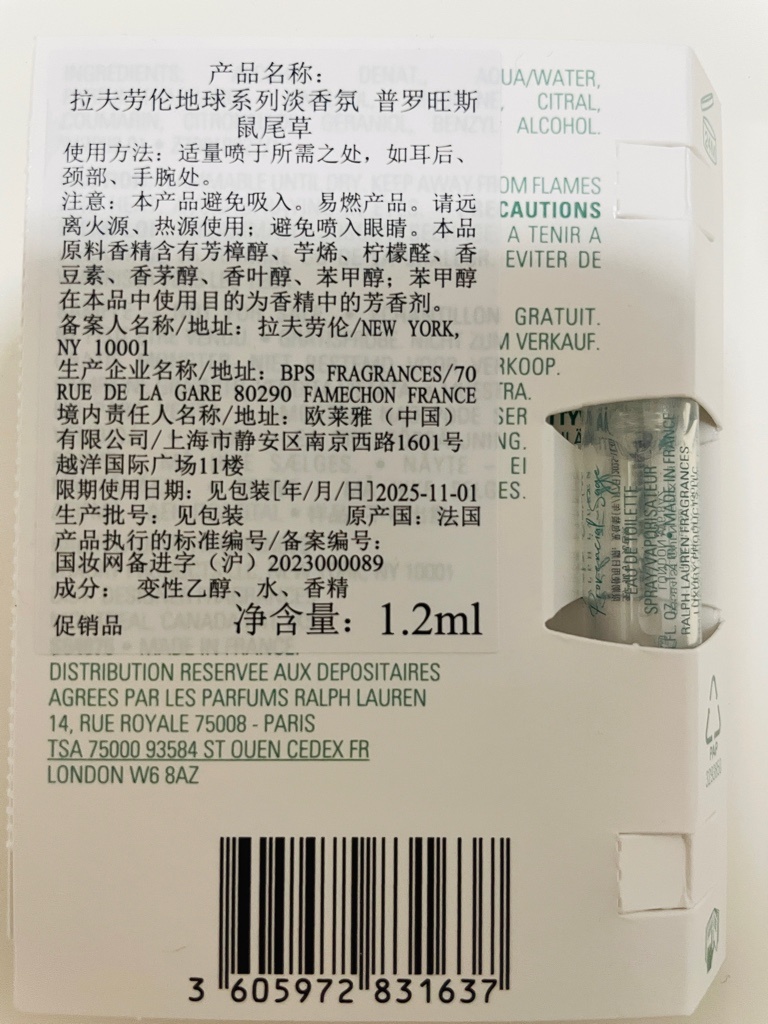 产品名称：
拉夫劳伦地球系列淡香氛 普罗旺斯
鼠尾草
使用方法：适量喷于所需之处，如耳后、
颈部、手腕处。
注意：本产品避免吸入。易燃产品。请远
离火源、热源使用；避免喷入眼睛。本品
原料香精含有芳樟醇、苧烯、柠檬醛、香
豆素、香茅醇、香叶醇、苯甲醇；苯甲醇
在本品中使用目的为香精中的芳香剂。
备案人名称/地址：拉夫劳伦/NEW YORK,
NY 10001
生产企业名称/地址：BPS FRAGRANCES/70
RUE DE LA GARE 80290 FAMECHON FRANCE
境内责任人名称/地址：欧莱雅（中国）
有限公司/上海市静安区南京西路1601号
越洋国际广场11楼
限期使用日期：见包装[年/月/日]2025-11-01
生产批号：见包装 原产国：法国
产品执行的标准编号/备案编号：
国妆网备进字（沪）2023000089
成分： 变性乙醇、水、香精
促销品 净含量：1.2ml
UA/WATER,
CITRAL,
ALCOHOL.
OM FLAMES
CAUTIONS
A TENIR A
EVITER DE
GRATUIT.
M VERKAUF.
RKOOP.
TRA.
SER
NG.
EI
ES.
DISTRIBUTION RESERVEE AUX DEPOSITAIRES
AGREES PAR LES PARFUMS RALPH LAUREN
14, RUE ROYALE 75008 - PARIS
TSA 75000 93584 ST OUEN CEDEX FR
LONDON W6 8AZ
EAU DE TOILETTE
SPRAY/VAPORISATEUR
MADE IN FRANCE
RALPH LAUREN FRAGRANCES
PAP
3 605972 831637